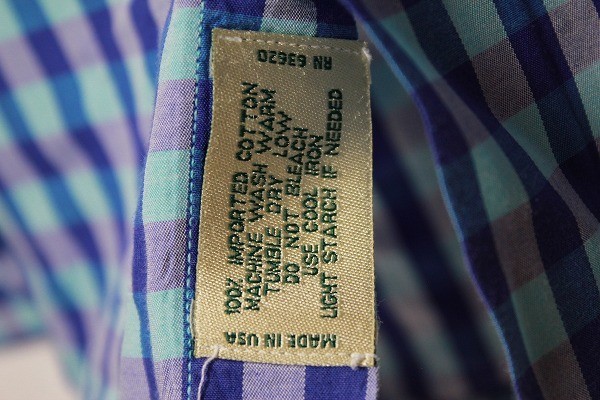 RN 63620
100% IMPORTED COTTON
MACHINE WASH WARM
TUMBLE DRY LOW
DO NOT BLEACH
USE COOL IRON
LIGHT STARCH IF NEEDED
MADE IN USA